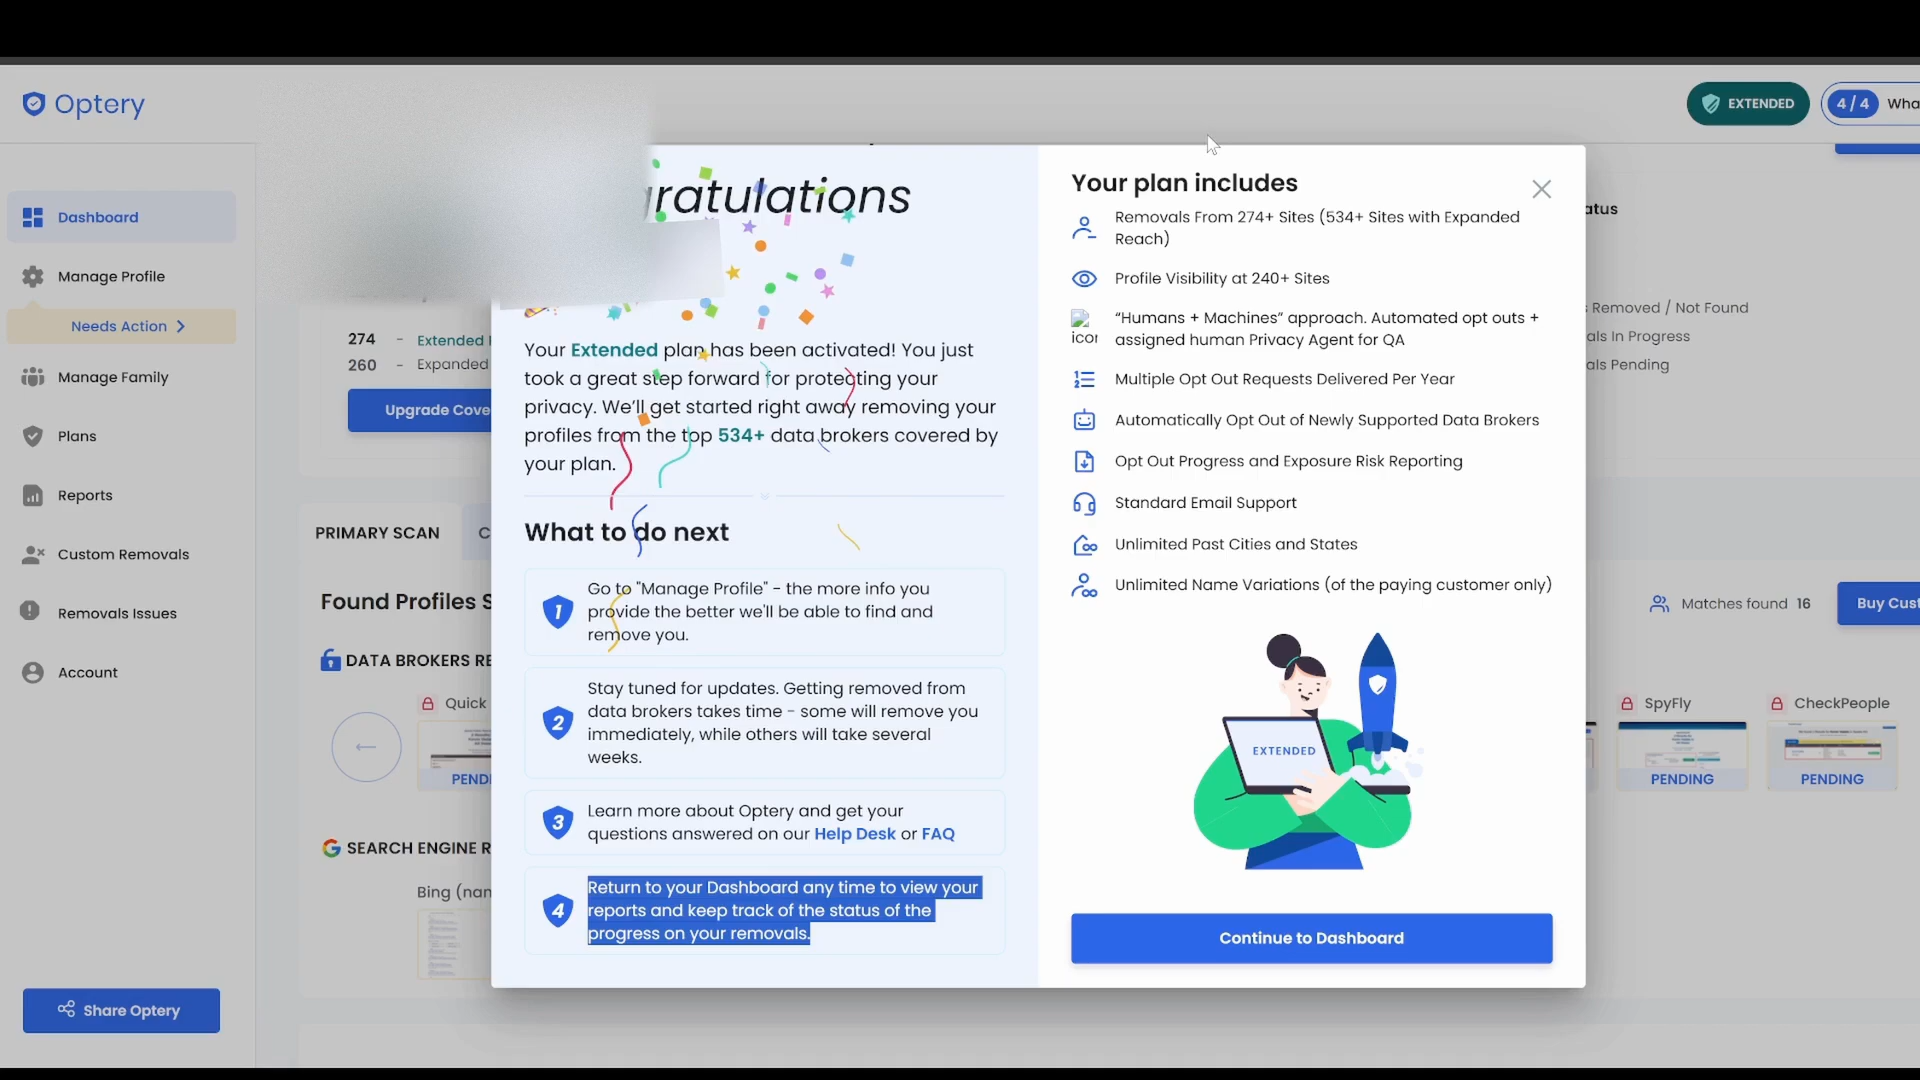 Optery
EXTENDED
4 / 4
Dashboard
Manage Profile
Needs Action
Manage Family
Plans
Reports
Custom Removals
Removals Issues
Account
Share Optery
274 - Extended
260 - Expanded
Upgrade Cove
PRIMARY SCAN
Found Profiles S
DATA BROKERS RE
Quick
PENDI
SEARCH ENGINE R
Bing (nan
ratulations
Your Extended plan has been activated! You just
took a great step forward for protecting your
privacy. We'll get started right away removing your
profiles from the top 534+ data brokers covered by
your plan.
What to do next
1
Go to "Manage Profile" - the more info you
provide the better we'll be able to find and
remove you.
2
Stay tuned for updates. Getting removed from
data brokers takes time - some will remove you
immediately, while others will take several
weeks.
3
Learn more about Optery and get your
questions answered on our Help Desk or FAQ
4
Return to your Dashboard any time to view your
reports and keep track of the status of the
progress on your removals.
Your plan includes
Removals From 274+ Sites (534+ Sites with Expanded
Reach)
Profile Visibility at 240+ Sites
icon
“Humans + Machines” approach. Automated opt outs +
assigned human Privacy Agent for QA
Multiple Opt Out Requests Delivered Per Year
Automatically Opt Out of Newly Supported Data Brokers
Opt Out Progress and Exposure Risk Reporting
Standard Email Support
Unlimited Past Cities and States
Unlimited Name Variations (of the paying customer only)
EXTENDED
Continue to Dashboard
atus
Removed / Not Found
als In Progress
als Pending
Matches found 16
Buy Cust
SpyFly
PENDING
CheckPeople
PENDING